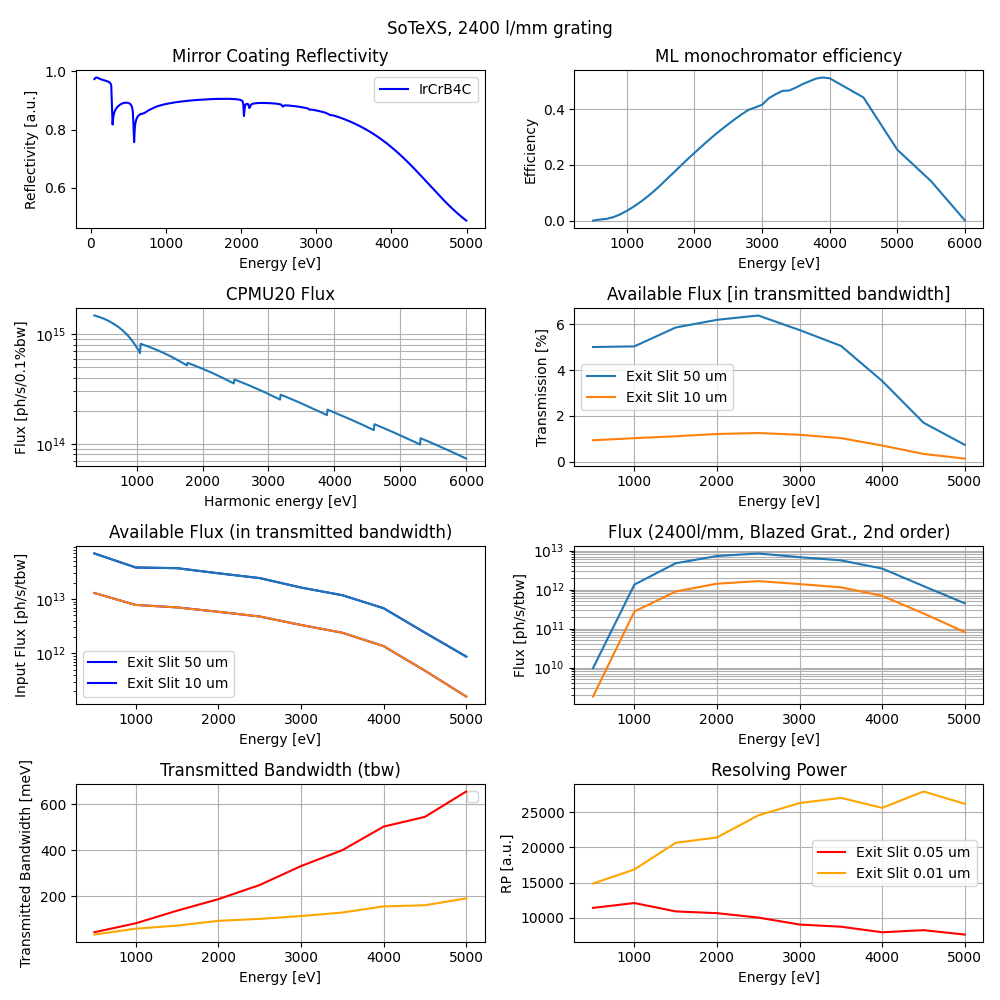 SoTeXS, 2400 l/mm grating
Mirror Coating Reflectivity
Reflectivity [a.u.]
1.0
0.8
0.6
IrCrB4C
0 1000 2000 3000 4000 5000
Energy [eV]
ML monochromator efficiency
Efficiency
0.4
0.2
0.0
1000 2000 3000 4000 5000 6000
Energy [eV]
CPMU20 Flux
Flux [ph/s/0.1%bw]
10^15
10^14
1000 2000 3000 4000 5000 6000
Harmonic energy [eV]
Available Flux [in transmitted bandwidth]
Transmission [%]
6
4
2
0
Exit Slit 50 um
Exit Slit 10 um
1000 2000 3000 4000 5000
Energy [eV]
Available Flux (in transmitted bandwidth)
Input Flux [ph/s/tbw]
10^13
10^12
Exit Slit 50 um
Exit Slit 10 um
1000 2000 3000 4000 5000
Energy [eV]
Flux (2400l/mm, Blazed Grat., 2nd order)
Flux [ph/s/tbw]
10^13
10^12
10^11
10^10
1000 2000 3000 4000 5000
Energy [eV]
Transmitted Bandwidth (tbw)
Transmitted Bandwidth [meV]
600
400
200
1000 2000 3000 4000 5000
Energy [eV]
Resolving Power
RP [a.u.]
25000
20000
15000
10000
Exit Slit 0.05 um
Exit Slit 0.01 um
1000 2000 3000 4000 5000
Energy [eV]